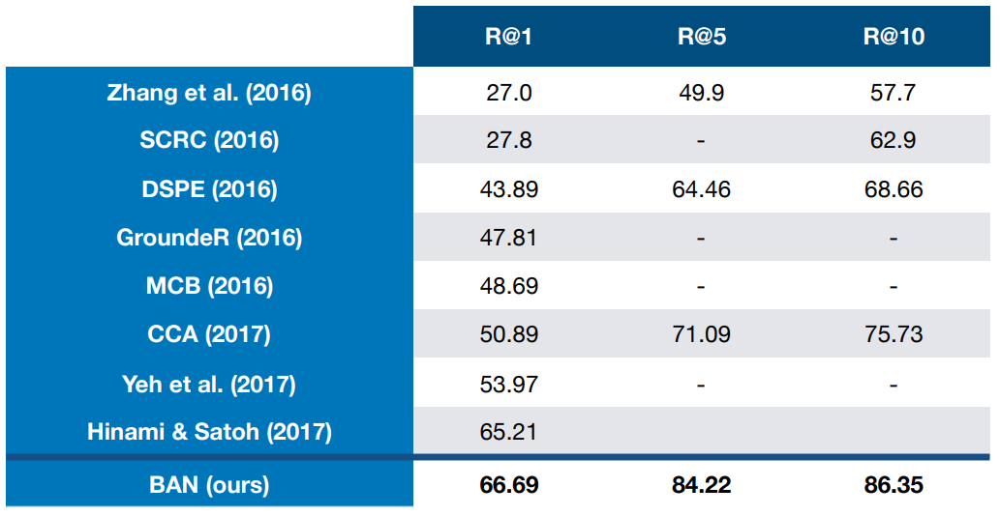 R@1 R@5 R@10
Zhang et al. (2016) 27.0 49.9 57.7
SCRC (2016) 27.8 - 62.9
DSPE (2016) 43.89 64.46 68.66
GroundeR (2016) 47.81 - -
MCB (2016) 48.69 - -
CCA (2017) 50.89 71.09 75.73
Yeh et al. (2017) 53.97 - -
Hinami & Satoh (2017) 65.21
BAN (ours) 66.69 84.22 86.35